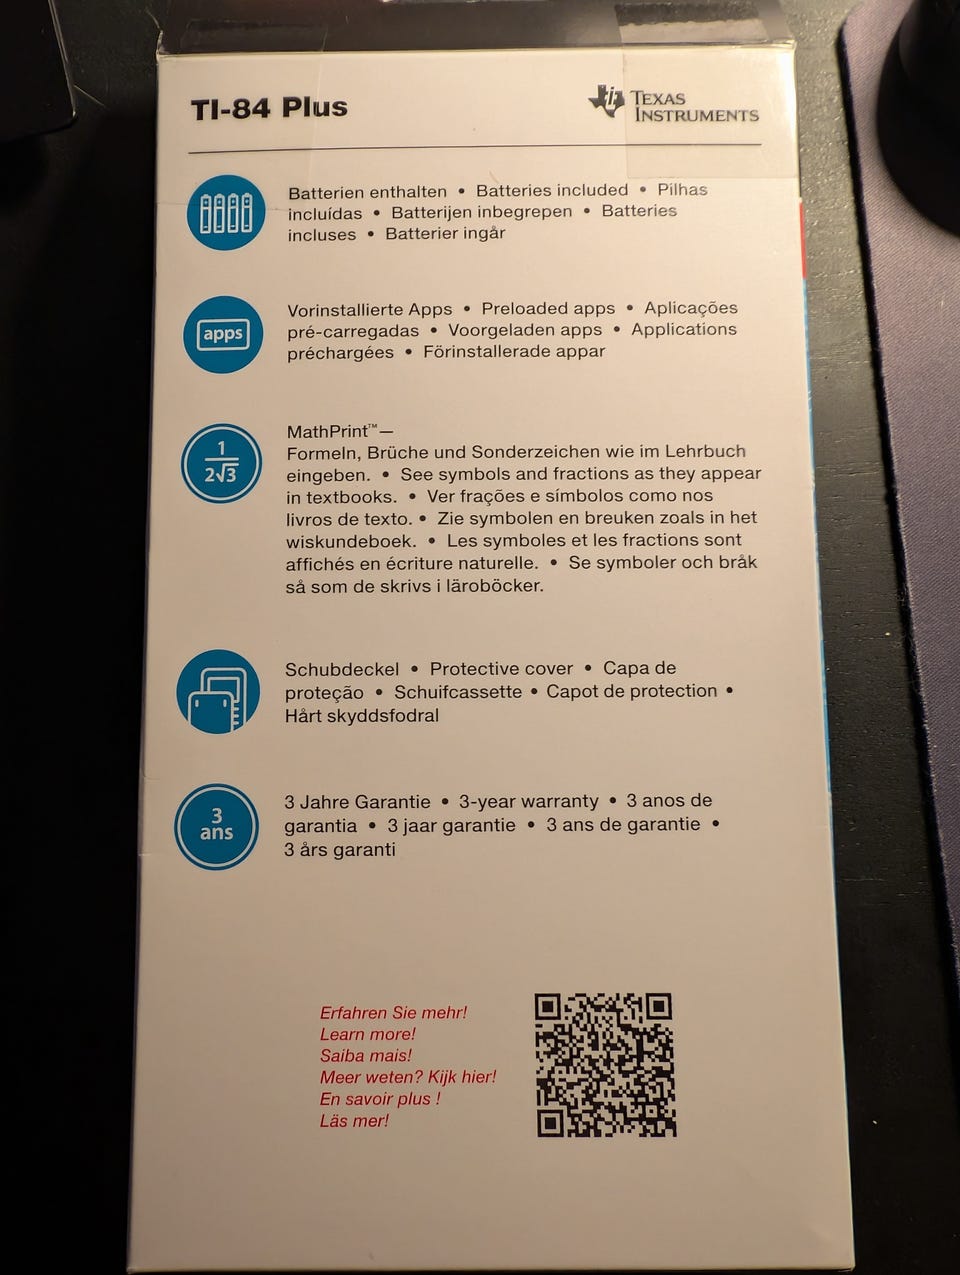 TI-84 Plus
TEXAS
INSTRUMENTS
Batterien enthalten • Batteries included • Pilhas
incluídas • Batterijen inbegrepen • Batteries
incluses • Batterier ingår
apps
Vorinstallierte Apps • Preloaded apps • Aplicações
pré-carregadas • Voorgeladen apps • Applications
préchargées • Förinstallerade appar
1
2√3
MathPrint™—
Formeln, Brüche und Sonderzeichen wie im Lehrbuch
eingeben. • See symbols and fractions as they appear
in textbooks. • Ver frações e símbolos como nos
livros de texto. • Zie symbolen en breuken zoals in het
wiskundeboek. • Les symboles et les fractions sont
affichés en écriture naturelle. • Se symboler och bråk
så som de skrivs i läroböcker.
Schubdeckel • Protective cover • Capa de
proteção • Schuifcassette • Capot de protection •
Hårt skyddsfodral
3
ans
3 Jahre Garantie • 3-year warranty • 3 anos de
garantia • 3 jaar garantie • 3 ans de garantie •
3 års garanti
Erfahren Sie mehr!
Learn more!
Saiba mais!
Meer weten? Kijk hier!
En savoir plus !
Läs mer!